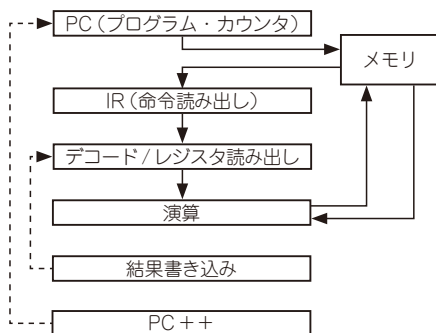 PC(プログラム・カウンタ)
メモリ
IR(命令読み出し)
デコード/レジスタ読み出し
演算
結果書き込み
PC++